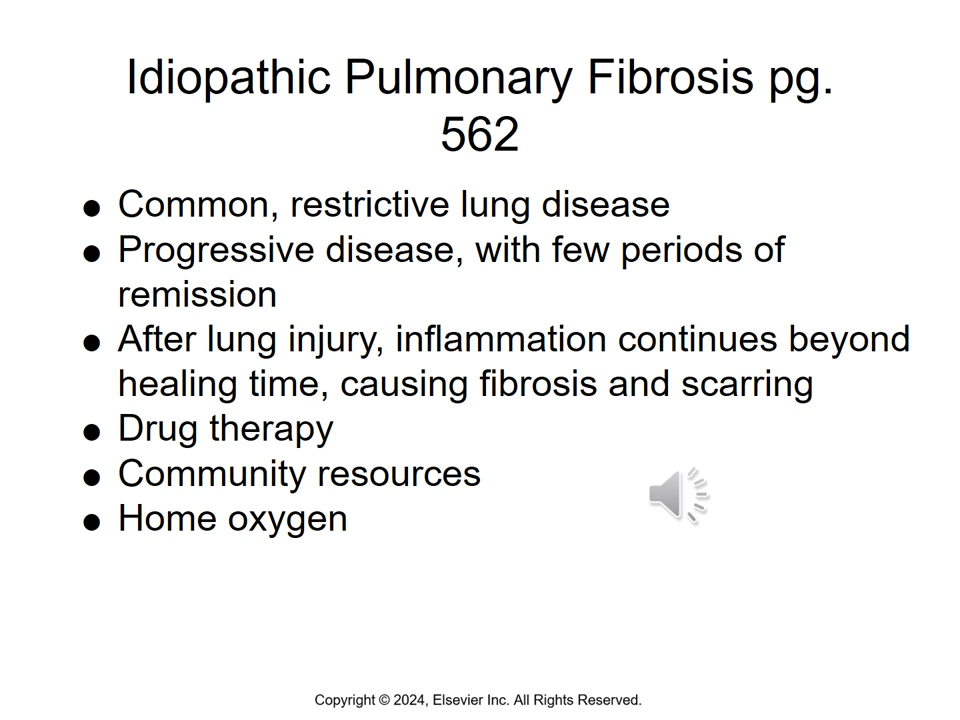 Idiopathic Pulmonary Fibrosis pg.
562
● Common, restrictive lung disease
● Progressive disease, with few periods of
remission
● After lung injury, inflammation continues beyond
healing time, causing fibrosis and scarring
● Drug therapy
● Community resources
● Home oxygen
Copyright © 2024, Elsevier Inc. All Rights Reserved.